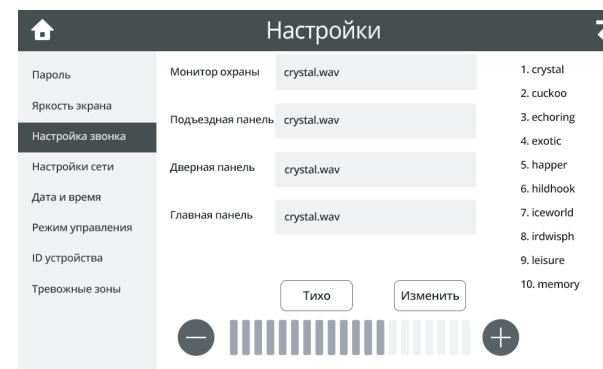 Настройки
Пароль
Яркость экрана
Настройка звонка
Настройки сети
Дата и время
Режим управления
ID устройства
Тревожные зоны
Монитор охраны crystal.wav
Подъездная панель crystal.wav
Дверная панель crystal.wav
Главная панель crystal.wav
Тихо Изменить
1. crystal
2. cuckoo
3. echoring
4. exotic
5. happer
6. hildhook
7. iceworld
8. irdwisph
9. leisure
10. memory